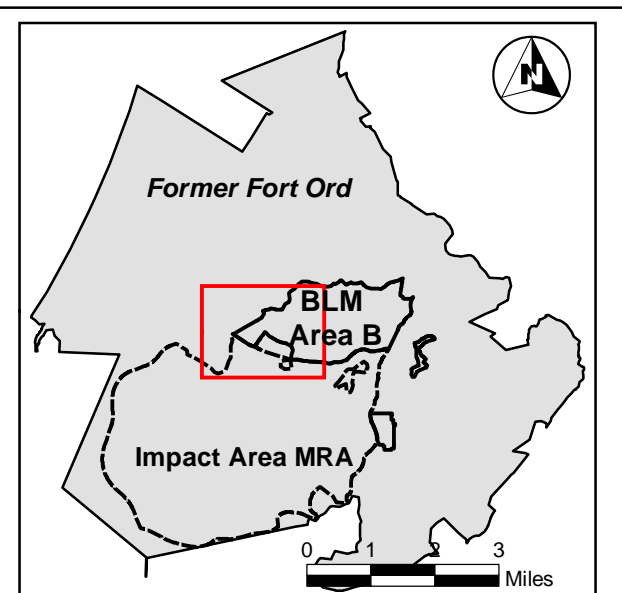 N
Former Fort Ord
BLM
Area B
Impact Area MRA
0 1 2 3
Miles